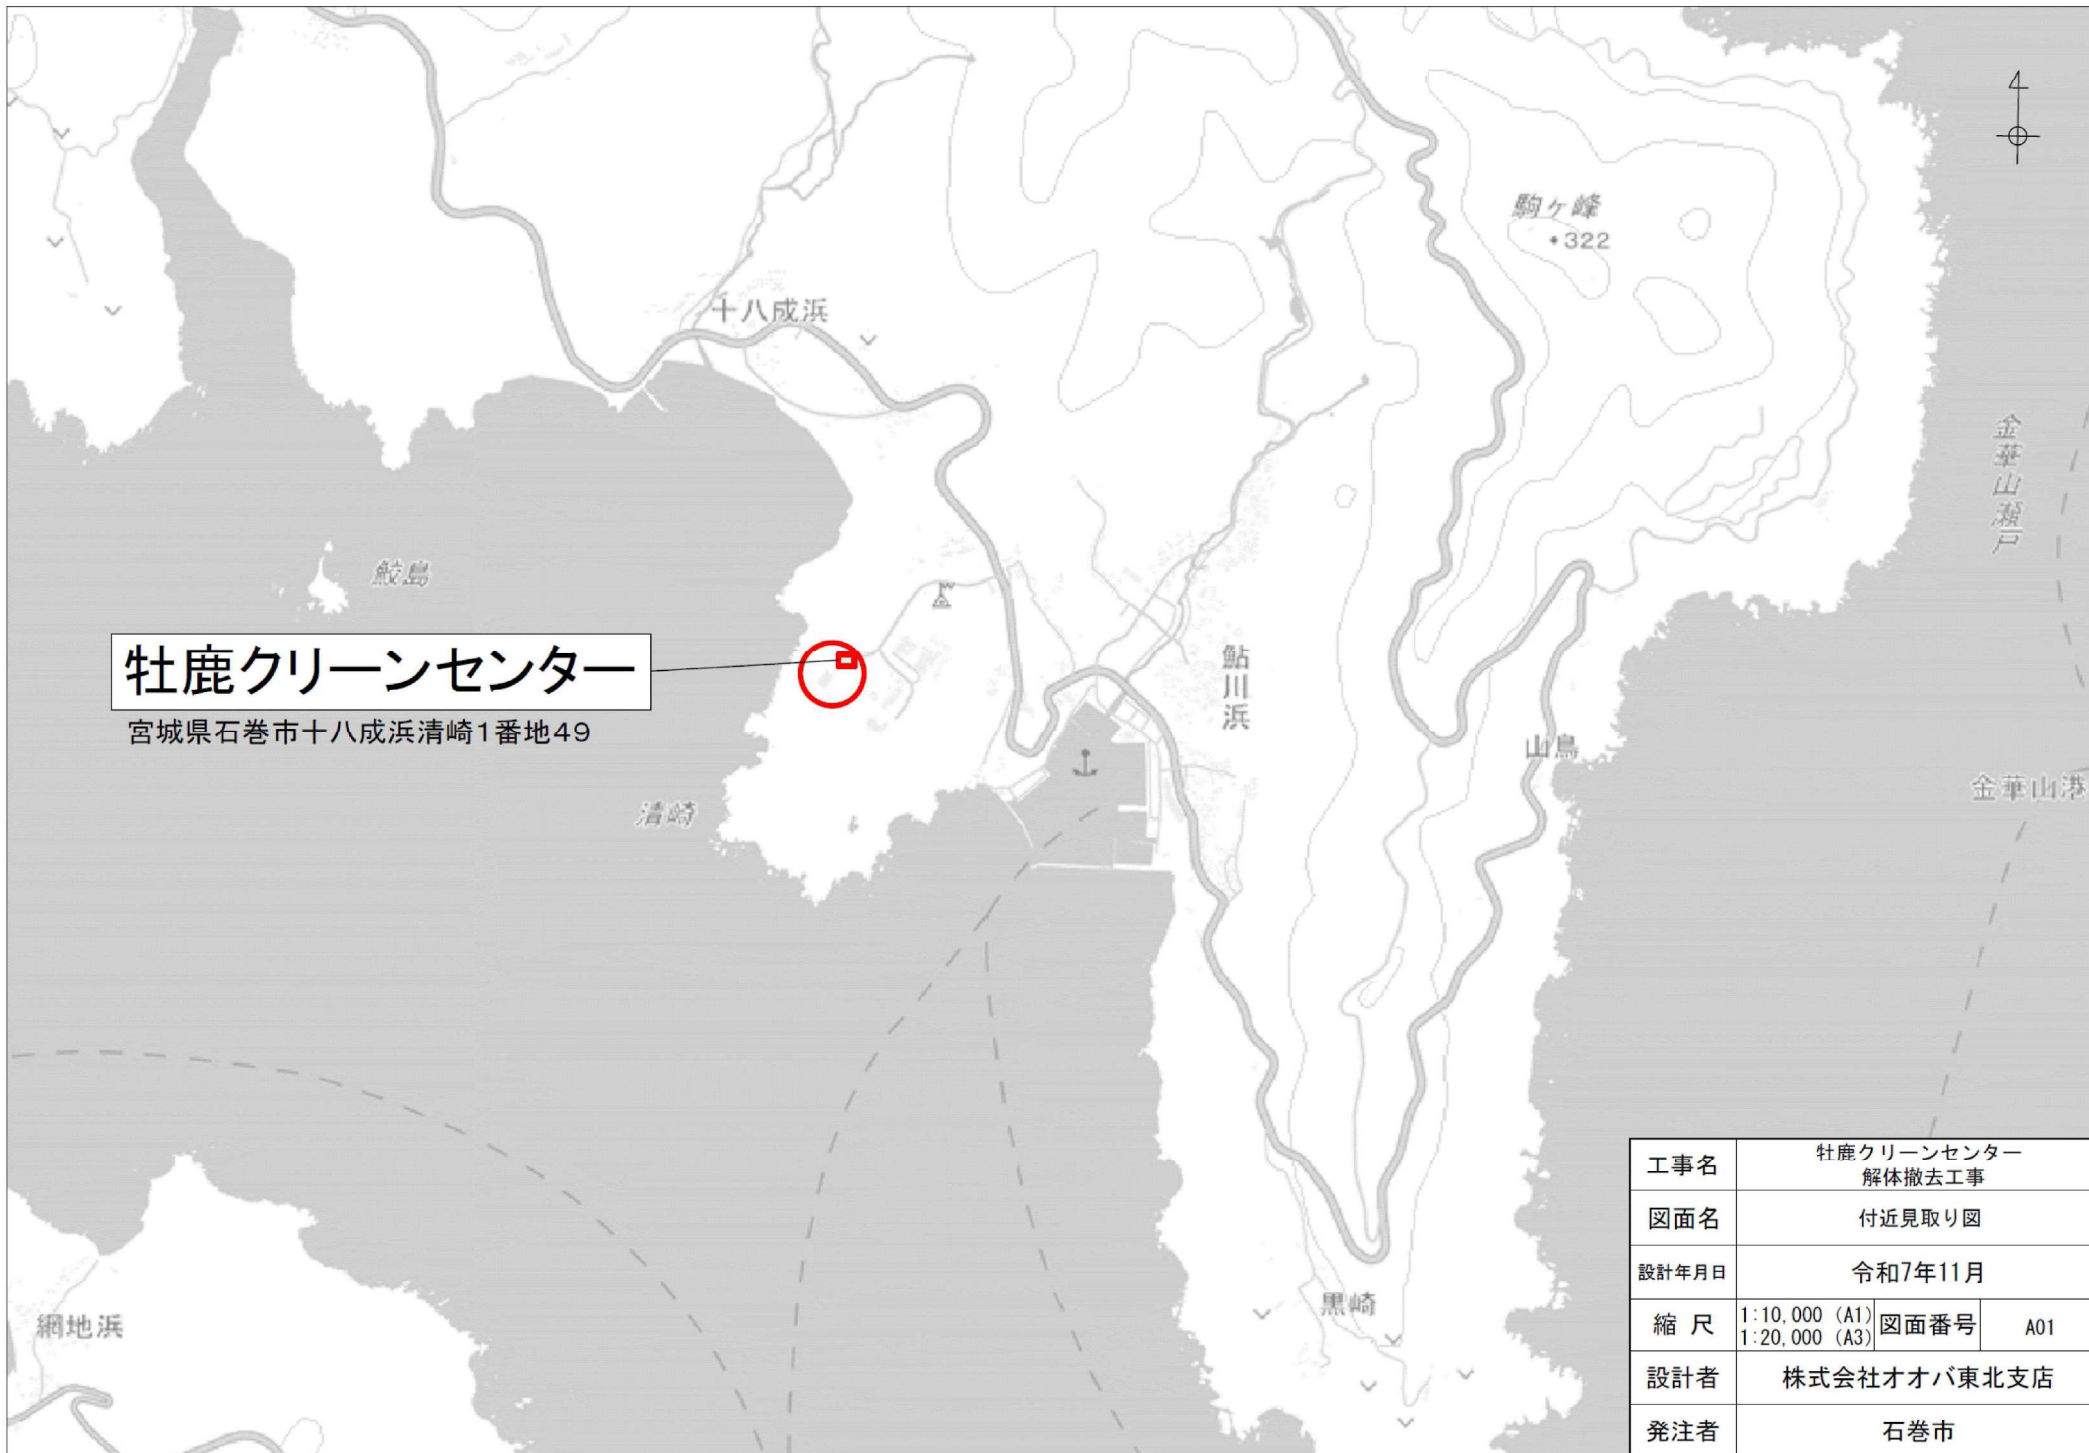 駒ヶ峰
322
十八成浜
金華山瀬戸
鮫島
牡鹿クリーンセンター
宮城県石巻市十八成浜清崎1番地49
鮎川浜
山鳥
金華山港
清崎
黒崎
網地浜
工事名 牡鹿クリーンセンター
解体撤去工事
図面名 付近見取り図
設計年月日 令和7年11月
縮尺 1:10,000 (A1)
1:20,000 (A3)
図面番号 A01
設計者 株式会社オオバ東北支店
発注者 石巻市